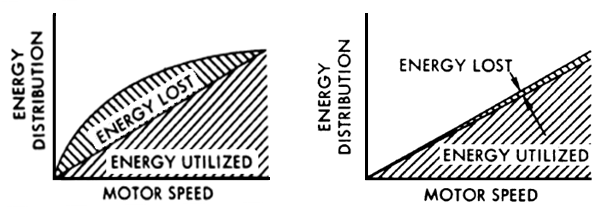 ENERGY
DISTRIBUTION
ENERGY LOST
ENERGY UTILIZED
MOTOR SPEED
ENERGY
DISTRIBUTION
ENERGY LOST
ENERGY UTILIZED
MOTOR SPEED